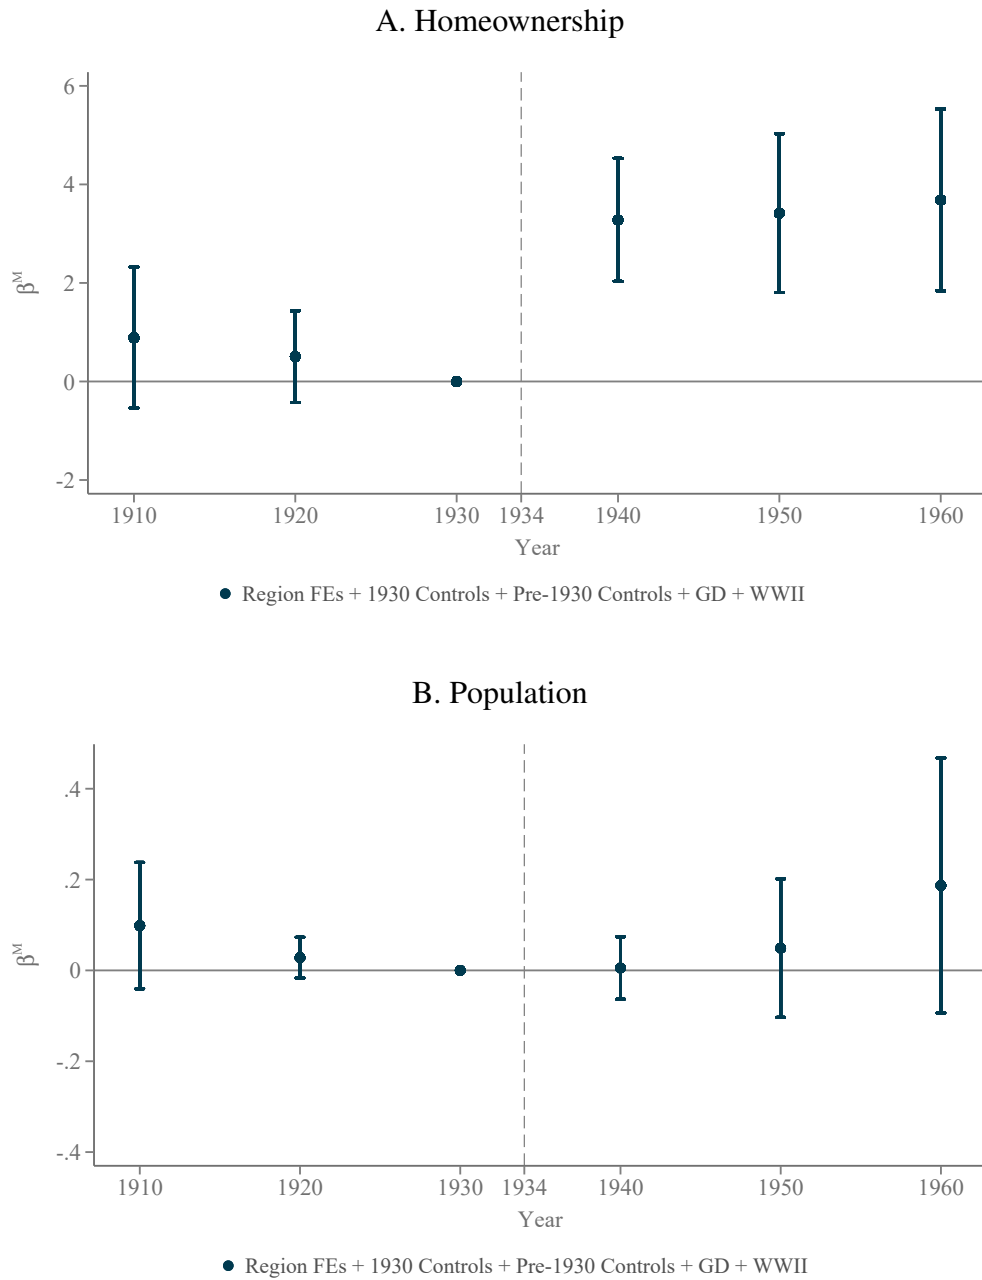 A. Homeownership
6
4
2
0
-2
βM
1910 1920 1930 1934 1940 1950 1960
Year
Region FEs + 1930 Controls + Pre-1930 Controls + GD + WWII
B. Population
.4
.2
0
-.2
-.4
βM
1910 1920 1930 1934 1940 1950 1960
Year
Region FEs + 1930 Controls + Pre-1930 Controls + GD + WWII